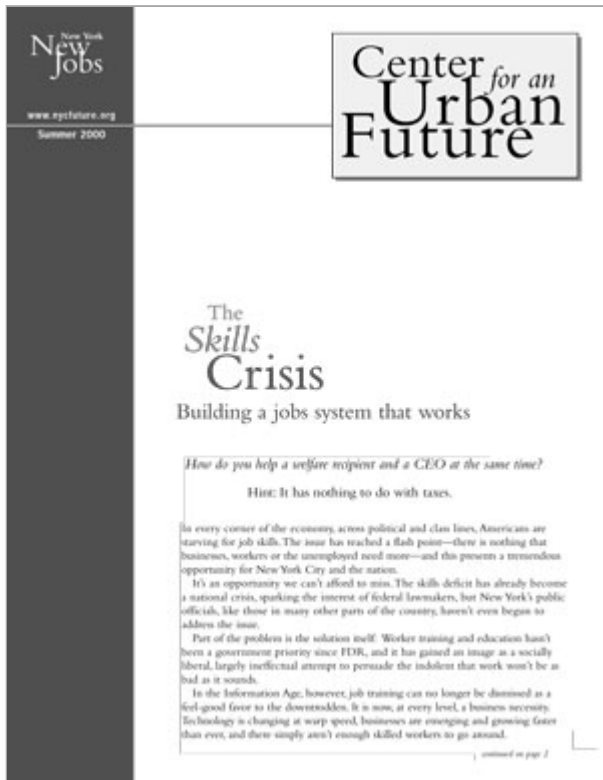 New York
New
Jobs
www.nycfuture.org
Summer 2000
Center for an
Urban
Future
The
Skills
Crisis
Building a jobs system that works
How do you help a welfare recipient and a CEO at the same time?
Hint: It has nothing to do with taxes.
In every corner of the economy, across political and class lines, Americans are
starving for job skills. The issue has reached a flash point—there is nothing that
businesses, workers or the unemployed need more—and this presents a tremendous
opportunity for New York City and the nation.
It's an opportunity we can't afford to miss. The skills deficit has already become
a national crisis, sparking the interest of federal lawmakers, but New York's public
officials, like those in many other parts of the country, haven't even begun to
address the issue.
Part of the problem is the solution itself: Worker training and education hasn't
been a government priority since FDR, and it has gained an image as a socially
liberal, largely ineffectual attempt to persuade the indolent that work won't be as
bad as it sounds.
In the Information Age, however, job training can no longer be dismissed as a
feel-good favor to the downtrodden. It is now, at every level, a business necessity.
Technology is changing at warp speed, businesses are emerging and growing faster
than ever, and there simply aren't enough skilled workers to go around.
continued on page 2